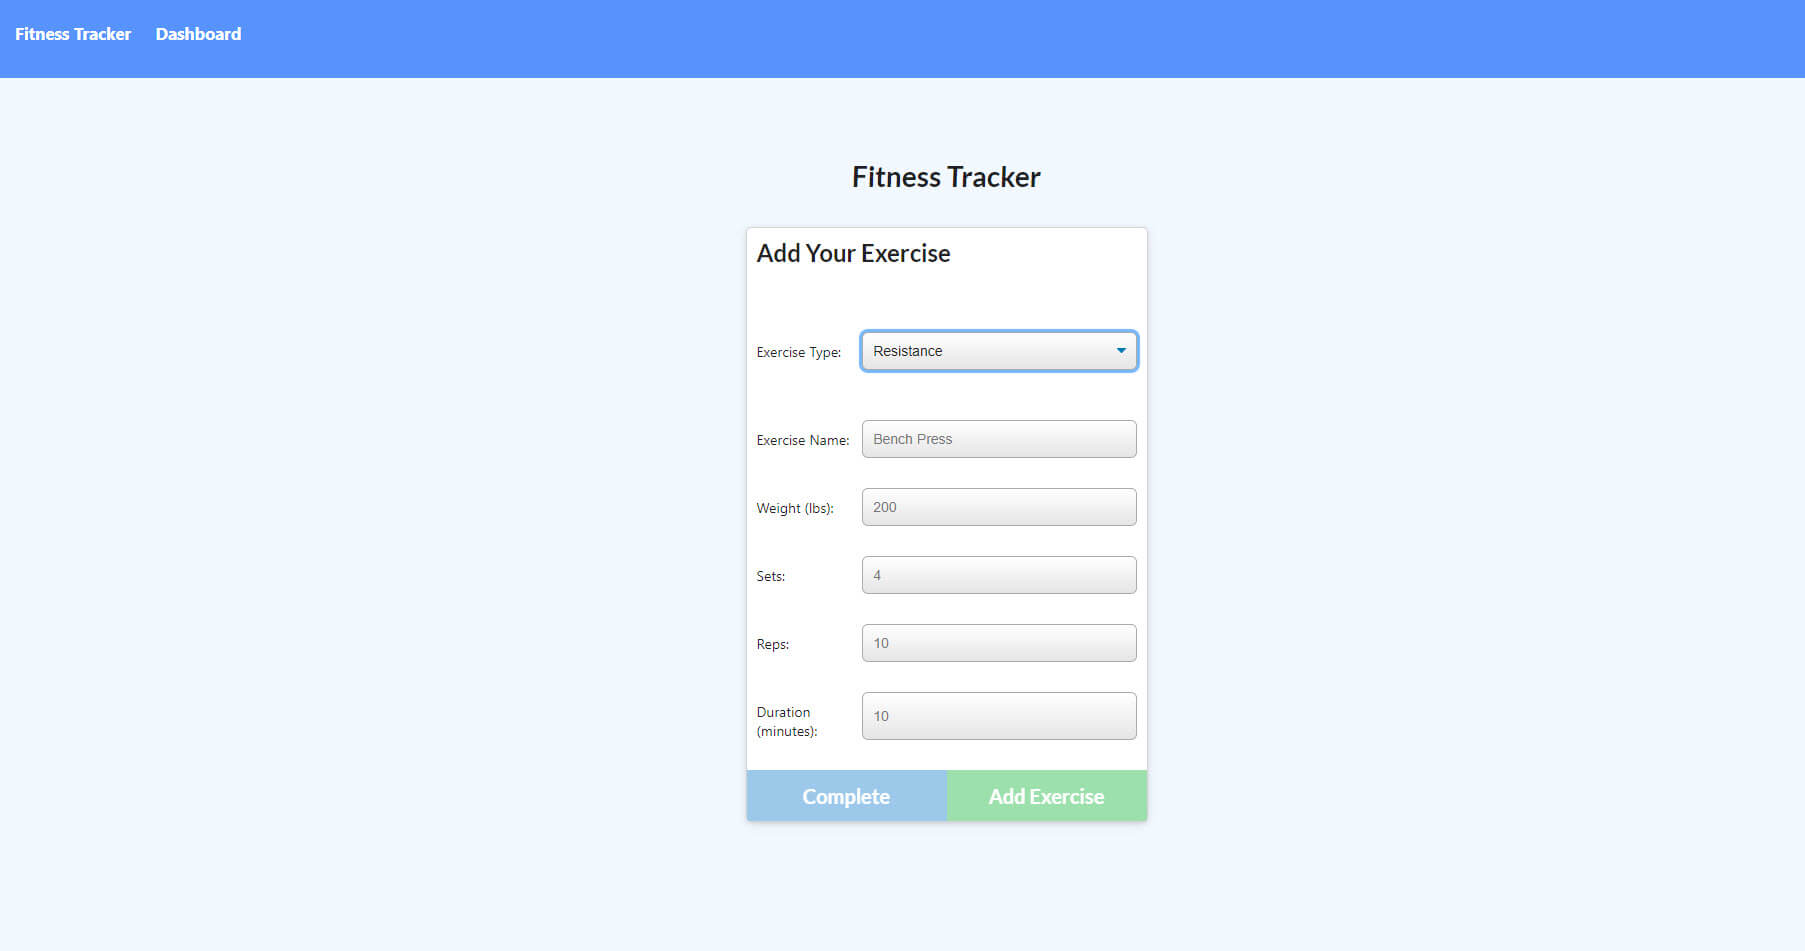 Fitness Tracker Dashboard
Fitness Tracker
Add Your Exercise
Exercise Type: Resistance
Exercise Name: Bench Press
Weight (lbs): 200
Sets: 4
Reps: 10
Duration
(minutes): 10
Complete Add Exercise